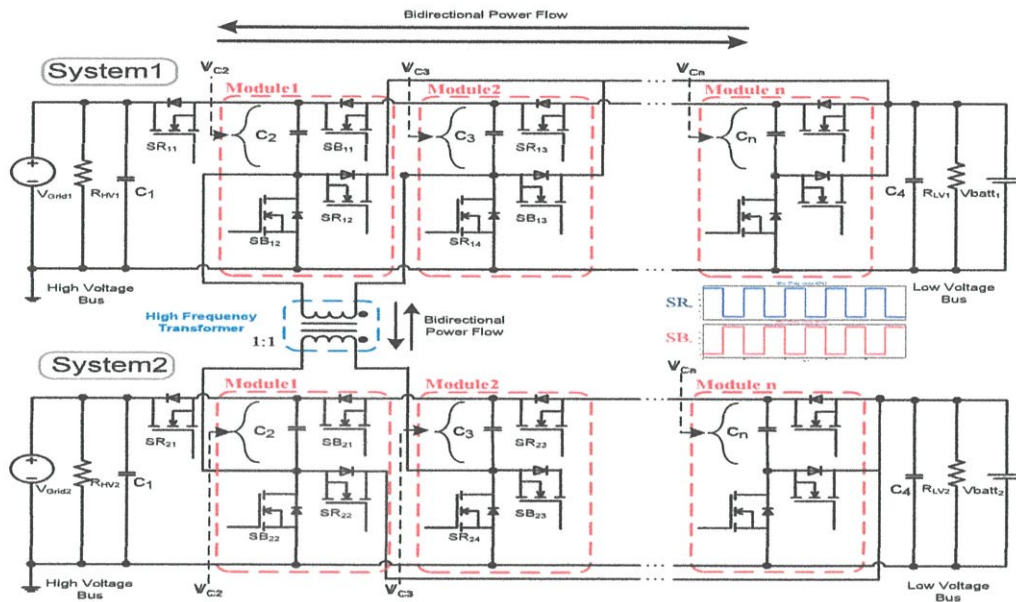 Bidirectional Power Flow
System1
VC2
VC3
VCn
Module1
Module2
Module n
SR11
C2
SB11
C3
SR13
Cn
VGrid1
RHV1
C1
SR12
SB12
SB13
SR14
C4
RLV1
Vbatt1
High Voltage
Bus
Low Voltage
Bus
High Frequency
Transformer
1:1
Bidirectional
Power Flow
SR.
SB.
System2
VCn
Module1
Module2
Module n
SR21
C2
SB21
C3
SR23
Cn
VGrid2
RHV2
C1
SR22
SB22
SB23
SR24
C4
RLV2
Vbatt2
High Voltage
Bus
VC2
VC3
Low Voltage
Bus